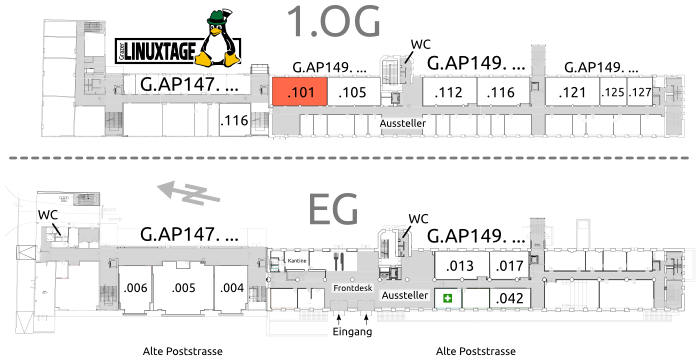 1.OG
Grazer
LINUXTAGE
WC
G.AP147. ...
G.AP149. ...
G.AP149. ...
G.AP149. ...
.101
.105
.112
.116
.121
.125
.127
.116
Aussteller
EG
WC
G.AP147. ...
WC
G.AP149. ...
Kantine
.013
.017
.006
.005
.004
Frontdesk
Aussteller
.042
Eingang
Alte Poststrasse
Alte Poststrasse